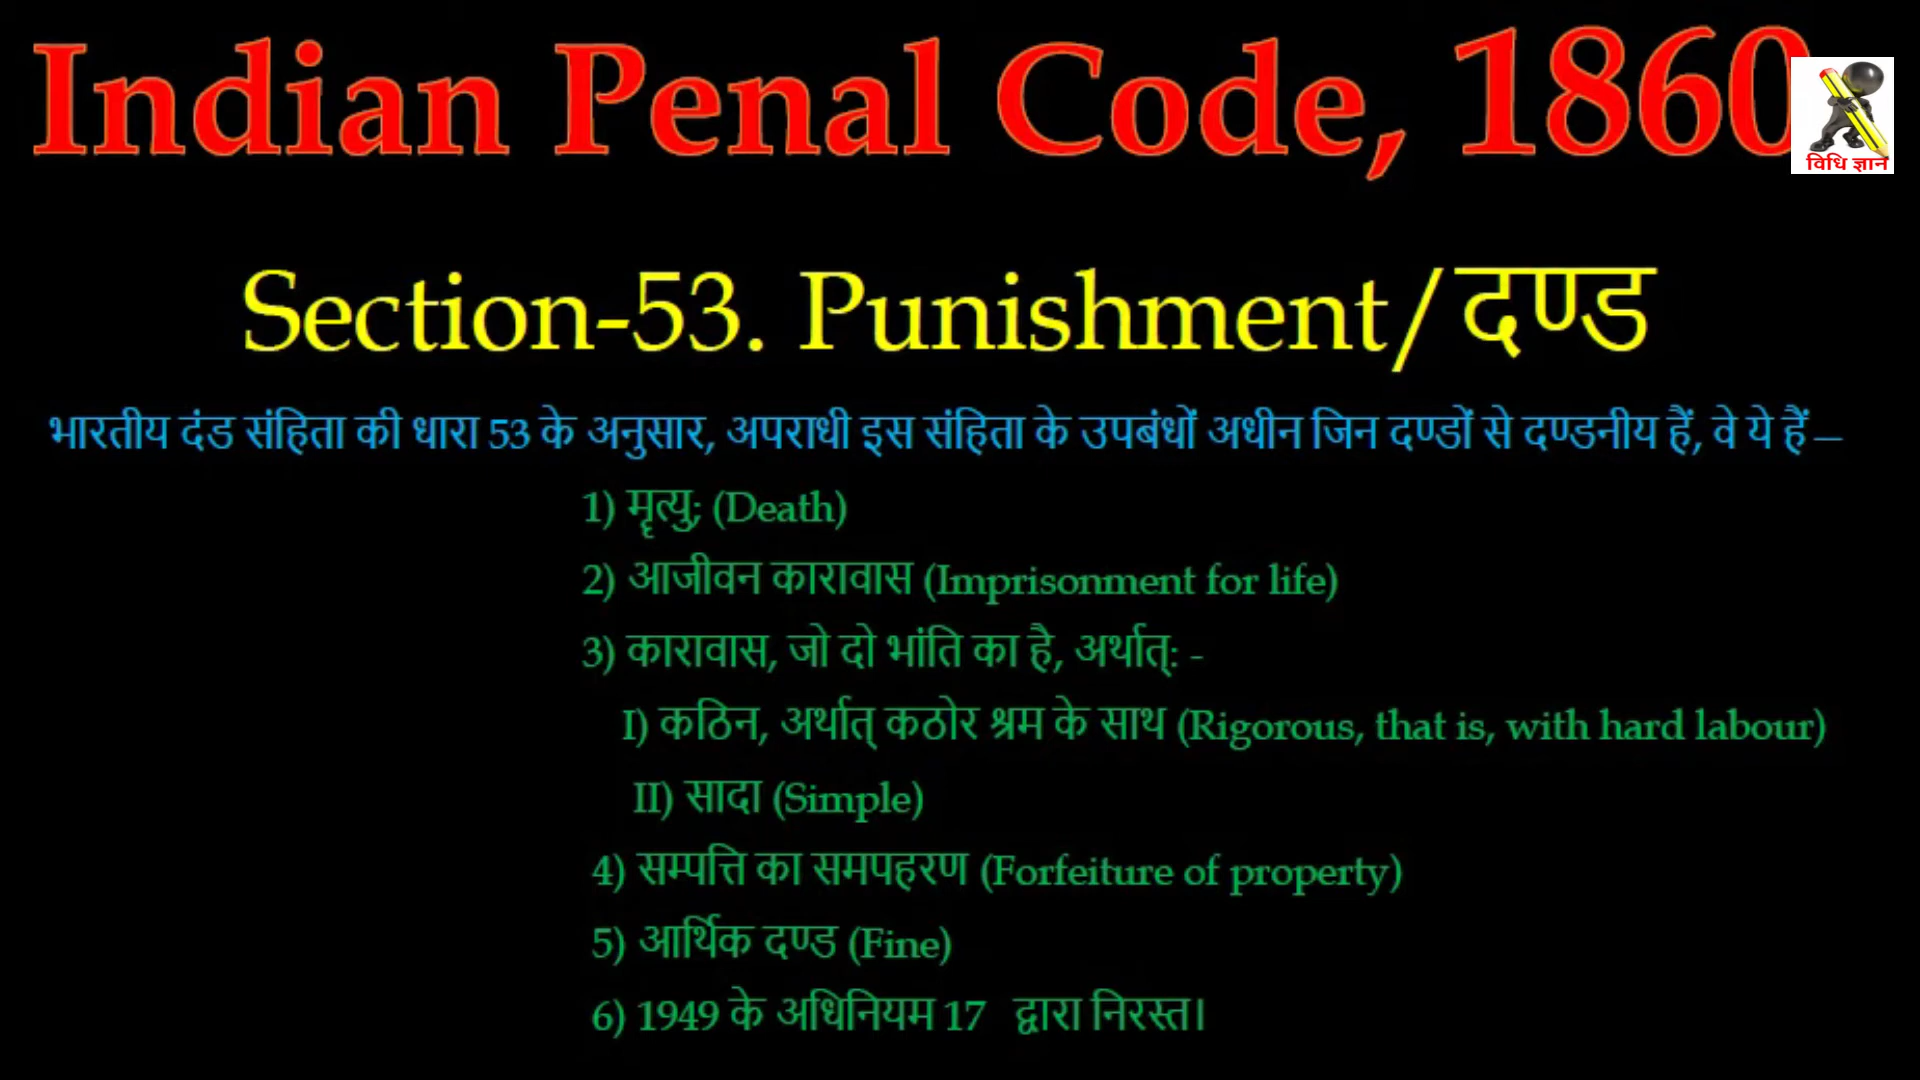 Indian Penal Code, 1860
विधि ज्ञान
Section-53. Punishment/दण्ड
भारतीय दंड संहिता की धारा 53 के अनुसार, अपराधी इस संहिता के उपबंधों अधीन जिन दण्डों से दण्डनीय हैं, वे ये हैं—
1) मृत्यु; (Death)
2) आजीवन कारावास (Imprisonment for life)
3) कारावास, जो दो भांति का है, अर्थात्: -
I) कठिन, अर्थात् कठोर श्रम के साथ (Rigorous, that is, with hard labour)
II) सादा (Simple)
4) सम्पत्ति का समपहरण (Forfeiture of property)
5) आर्थिक दण्ड (Fine)
6) 1949 के अधिनियम 17 द्वारा निरस्त।